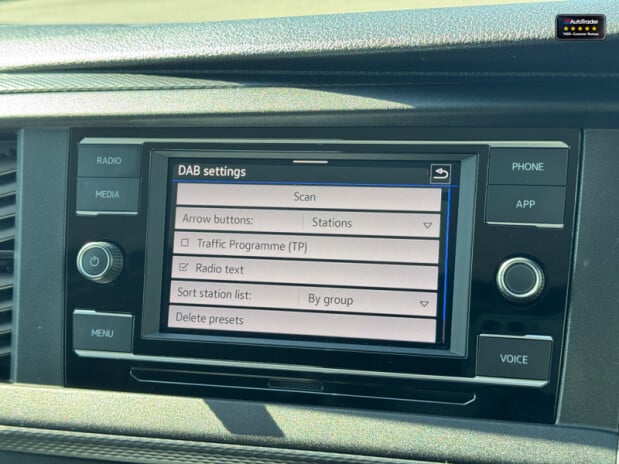 AutoTrader
RADIO
MEDIA
MENU
DAB settings
Scan
Arrow buttons: Stations
Traffic Programme (TP)
Radio text
Sort station list: By group
Delete presets
PHONE
APP
VOICE